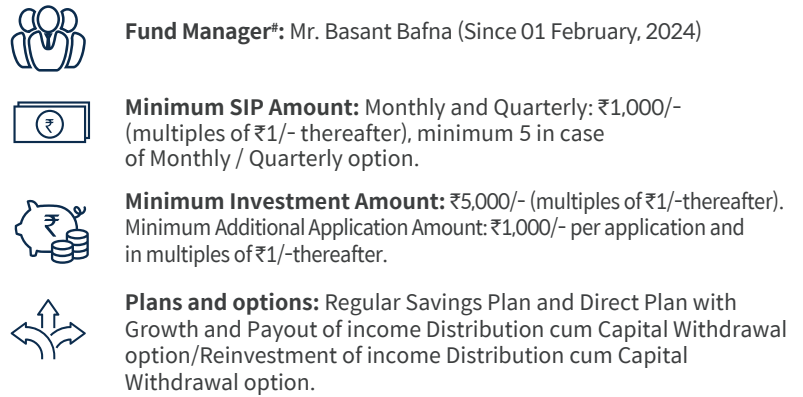 Fund Manager#: Mr. Basant Bafna (Since 01 February, 2024)
₹
Minimum SIP Amount: Monthly and Quarterly: ₹1,000/-
(multiples of ₹1/- thereafter), minimum 5 in case
of Monthly / Quarterly option.
₹
Minimum Investment Amount: ₹5,000/- (multiples of ₹1/-thereafter).
Minimum Additional Application Amount: ₹1,000/- per application and
in multiples of ₹1/-thereafter.
Plans and options: Regular Savings Plan and Direct Plan with
Growth and Payout of income Distribution cum Capital Withdrawal
option/Reinvestment of income Distribution cum Capital
Withdrawal option.